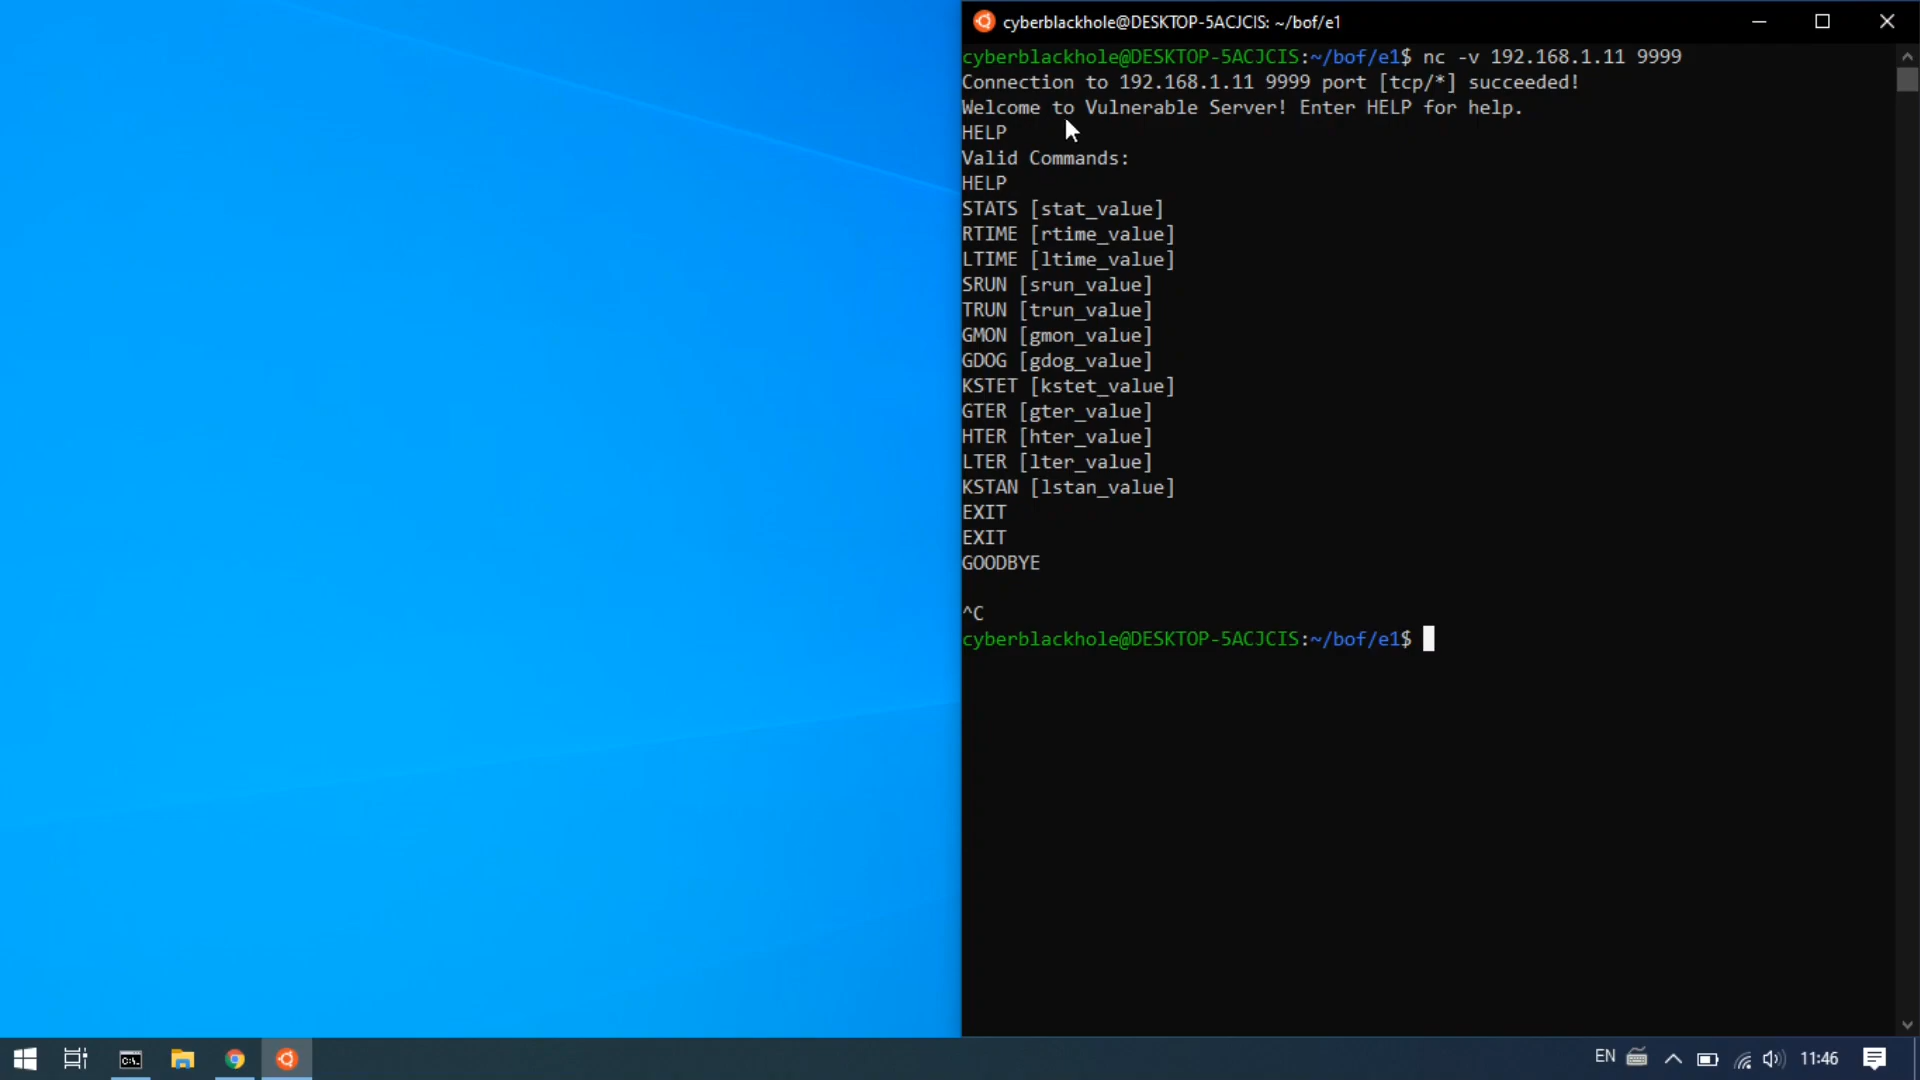 cyberblackhole@DESKTOP-5ACJCIS: ~/bof/e1
cyberblackhole@DESKTOP-5ACJCIS:~/bof/e1$ nc -v 192.168.1.11 9999
Connection to 192.168.1.11 9999 port [tcp/*] succeeded!
Welcome to Vulnerable Server! Enter HELP for help.
HELP
Valid Commands:
HELP
STATS [stat_value]
RTIME [rtime_value]
LTIME [ltime_value]
SRUN [srun_value]
TRUN [trun_value]
GMON [gmon_value]
GDOG [gdog_value]
KSTET [kstet_value]
GTER [gter_value]
HTER [hter_value]
LTER [lter_value]
KSTAN [lstan_value]
EXIT
EXIT
GOODBYE
^C
cyberblackhole@DESKTOP-5ACJCIS:~/bof/e1$
C:\.
EN
11:46